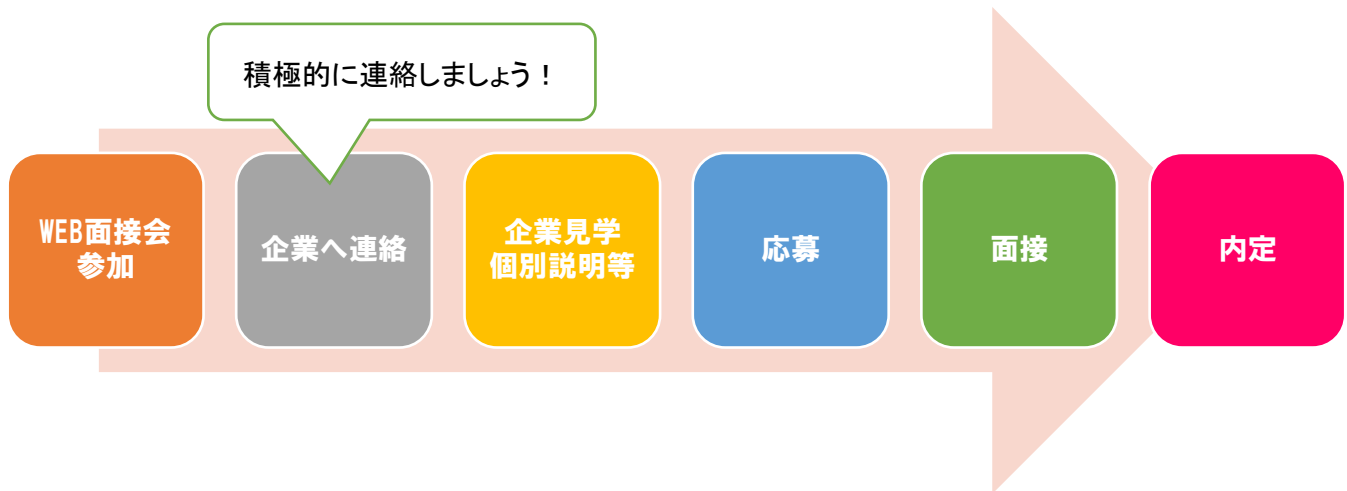 積極的に連絡しましょう！
WEB面接会
参加
企業へ連絡
企業見学
個別説明等
応募
面接
内定